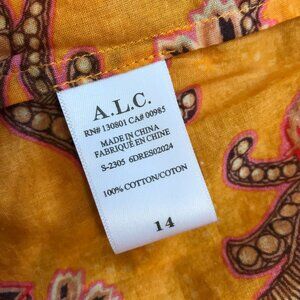 A.L.C.
RN# 130801 CA# 00985
MADE IN CHINA
FABRIQUÉ EN CHINE
S-2305 6DRES02024
100% COTTON/COTON
14